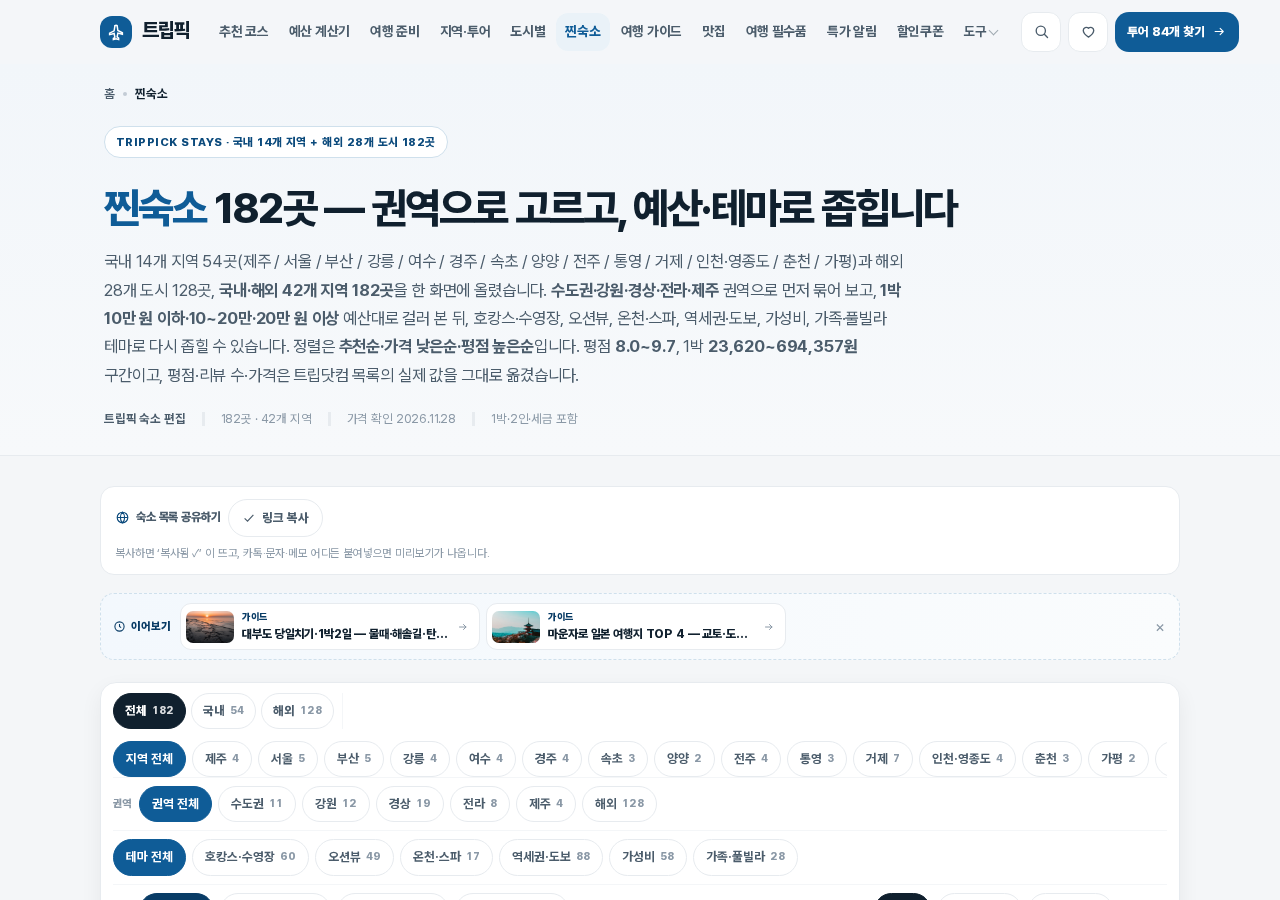 트립픽
추천 코스 예산 계산기 여행 준비 지역·투어 도시별 찐숙소 여행 가이드 맛집 여행 필수품 특가 알림 할인쿠폰 도구
투어 84개 찾기 →
홈 • 찐숙소
TRIPPICK STAYS · 국내 14개 지역 + 해외 28개 도시 182곳
찐숙소 182곳 — 권역으로 고르고, 예산·테마로 좁힙니다
국내 14개 지역 54곳(제주 / 서울 / 부산 / 강릉 / 여수 / 경주 / 속초 / 양양 / 전주 / 통영 / 거제 / 인천·영종도 / 춘천 / 가평)과 해외
28개 도시 128곳, 국내·해외 42개 지역 182곳을 한 화면에 올렸습니다. 수도권·강원·경상·전라·제주 권역으로 먼저 묶어 보고, 1박
10만 원 이하·10~20만·20만 원 이상 예산대로 걸러 본 뒤, 호캉스·수영장, 오션뷰, 온천·스파, 역세권·도보, 가성비, 가족·풀빌라
테마로 다시 좁힐 수 있습니다. 정렬은 추천순·가격 낮은순·평점 높은순입니다. 평점 8.0~9.7, 1박 23,620~694,357원
구간이고, 평점·리뷰 수·가격은 트립닷컴 목록의 실제 값을 그대로 옮겼습니다.
트립픽 숙소 편집 182곳 · 42개 지역 가격 확인 2026.11.28 1박·2인·세금 포함
숙소 목록 공유하기 링크 복사
복사하면 ‘복사됨 ✓’ 이 뜨고, 카톡·문자·메모 어디든 붙여넣으면 미리보기가 나옵니다.
이어보기
가이드
대부도 당일치기·1박2일 — 물때·해솔길·탄… →
가이드
마운자로 일본 여행지 TOP 4 — 교토·도… →
×
전체 182 국내 54 해외 128
지역 전체 제주 4 서울 5 부산 5 강릉 4 여수 4 경주 4 속초 3 양양 2 전주 4 통영 3 거제 7 인천·영종도 4 춘천 3 가평 2
권역 권역 전체 수도권 11 강원 12 경상 19 전라 8 제주 4 해외 128
테마 전체 호캉스·수영장 60 오션뷰 49 온천·스파 17 역세권·도보 88 가성비 58 가족·풀빌라 28